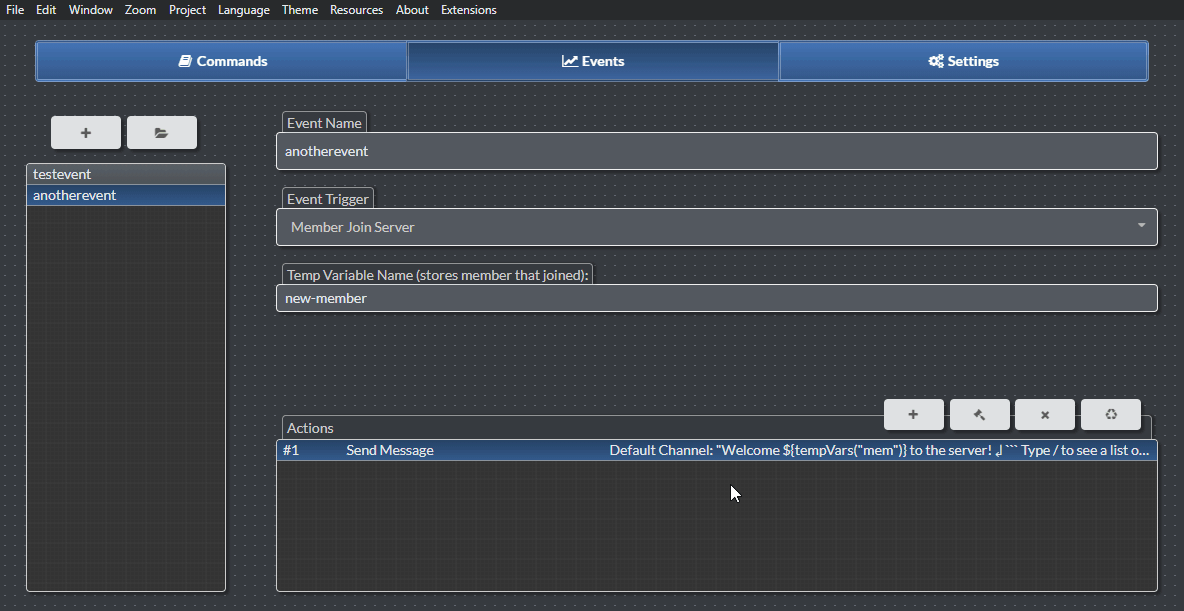 File Edit Window Zoom Project Language Theme Resources About Extensions
Commands Events Settings
Event Name
anotherevent
testevent
anotherevent
Event Trigger
Member Join Server
Temp Variable Name (stores member that joined):
new-member
Actions
#1 Send Message Default Channel: "Welcome ${tempVars("mem")} to the server! ↲ ``` Type / to see a list o...